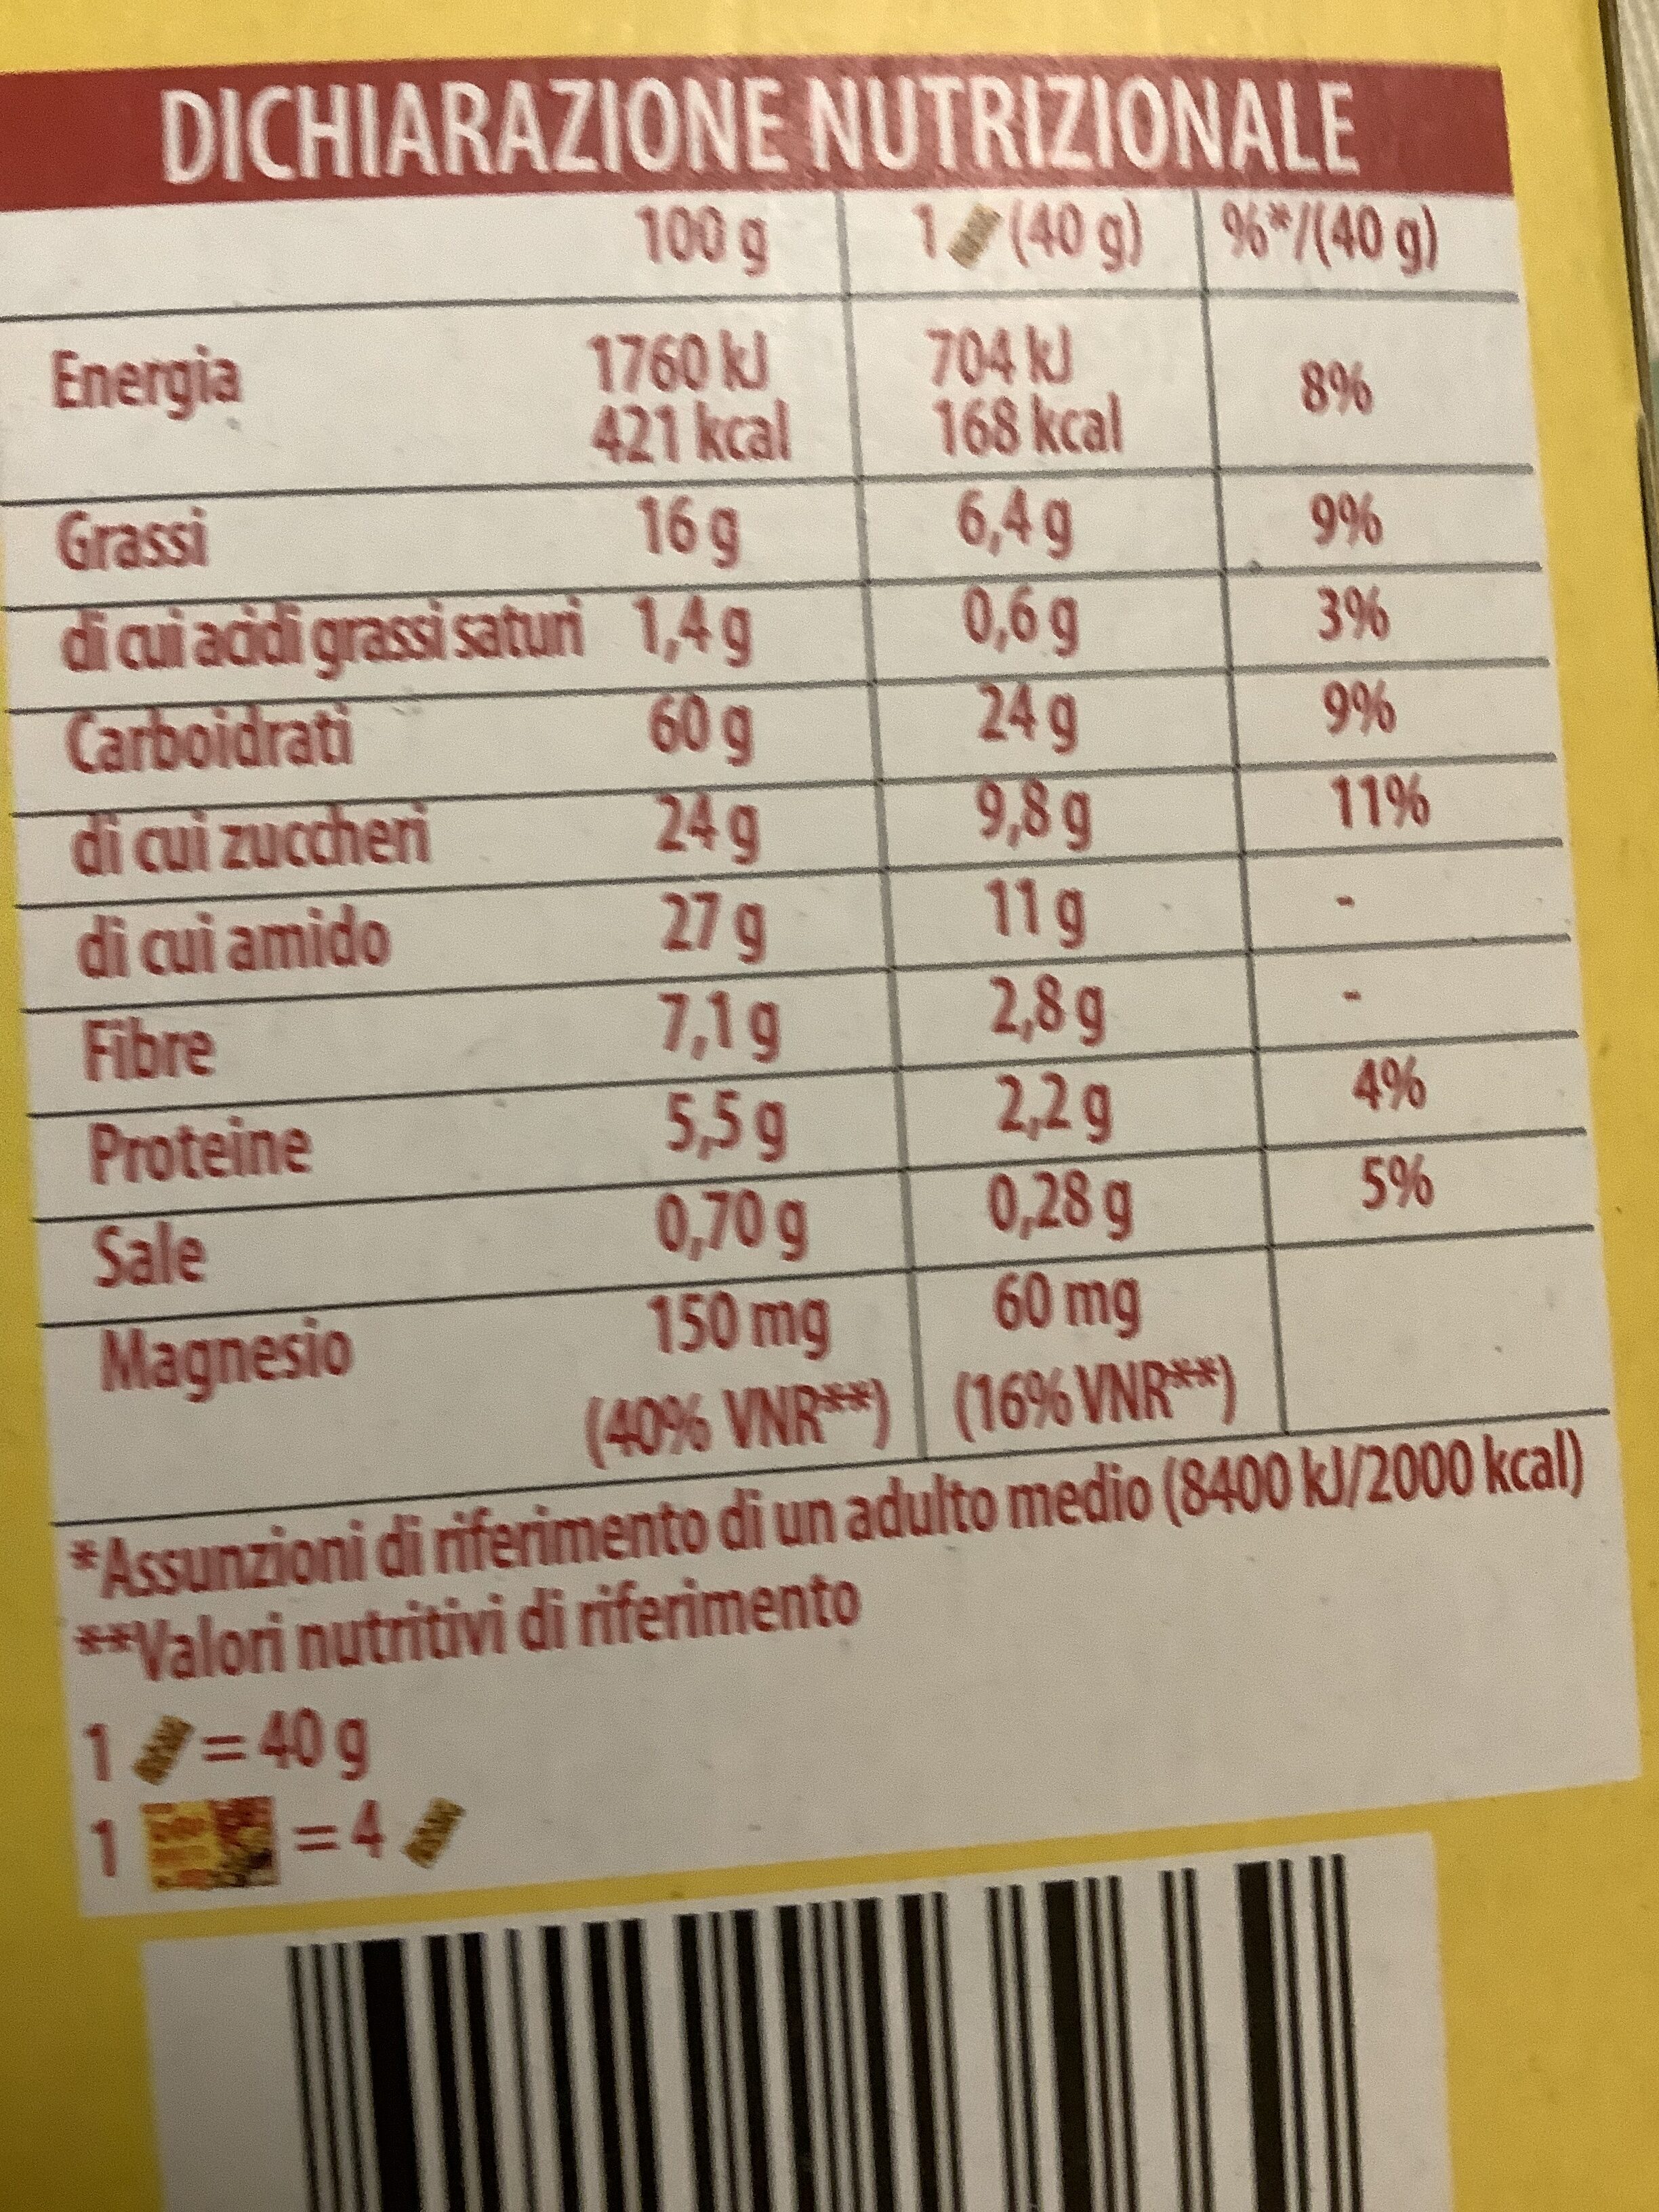 DICHIARAZIONE NUTRIZIONALE
100 g 1 (40 g) %*/(40 g)
Energia 1760 kJ 704 kJ 8%
421 kcal 168 kcal
Grassi 16 g 6,4 g 9%
di cui acidi grassi saturi 1,4 g 0,6 g 3%
Carboidrati 60 g 24 g 9%
di cui zuccheri 24 g 9,8 g 11%
di cui amido 27 g 11 g -
Fibre 7,1 g 2,8 g -
Proteine 5,5 g 2,2 g 4%
Sale 0,70 g 0,28 g 5%
Magnesio 150 mg 60 mg
(40% VNR**) (16% VNR**)
*Assunzioni di riferimento di un adulto medio (8400 kJ/2000 kcal)
**Valori nutritivi di riferimento
1 = 40 g
1 = 4